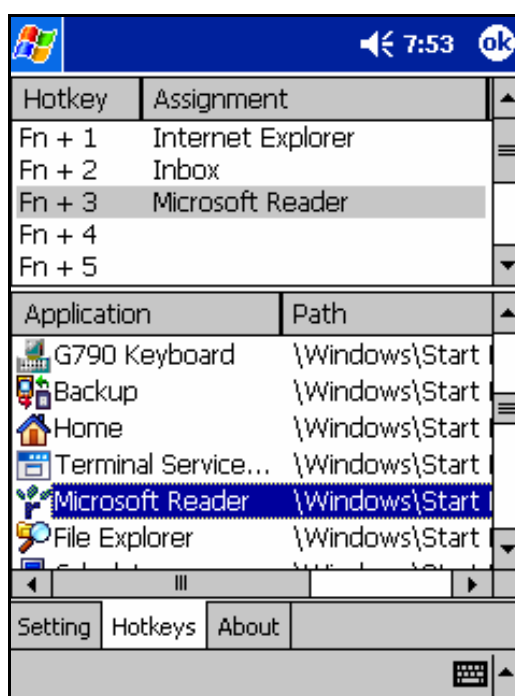 7:53 ok
Hotkey Assignment
Fn + 1 Internet Explorer
Fn + 2 Inbox
Fn + 3 Microsoft Reader
Fn + 4
Fn + 5
Application Path
G790 Keyboard \Windows\Start
Backup \Windows\Start
Home \Windows\Start
Terminal Service... \Windows\Start
Microsoft Reader \Windows\Start
File Explorer \Windows\Start
Setting Hotkeys About